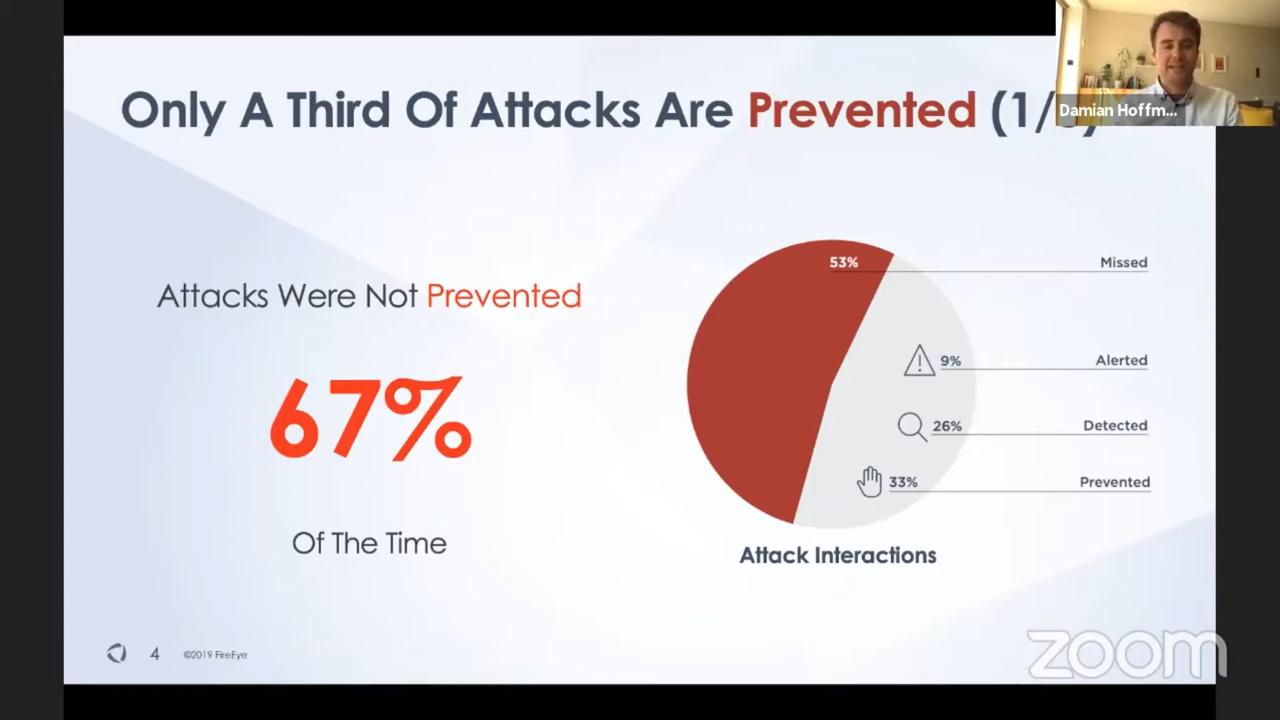 Only A Third Of Attacks Are Prevented (1/
Damian Hoffm...
Attacks Were Not Prevented
67%
Of The Time
53% Missed
9% Alerted
26% Detected
33% Prevented
Attack Interactions
4 ©2019 FireEye
zoom